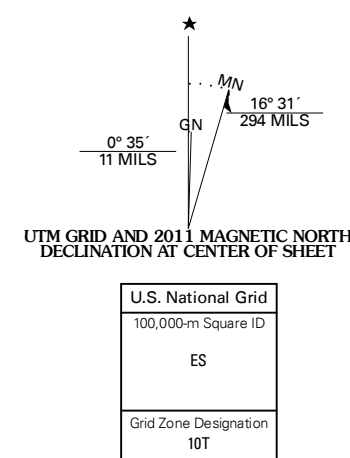 ★
MN
16° 31´
294 MILS
GN
0° 35´
11 MILS
UTM GRID AND 2011 MAGNETIC NORTH
DECLINATION AT CENTER OF SHEET
U.S. National Grid
100,000-m Square ID
ES
Grid Zone Designation
10T